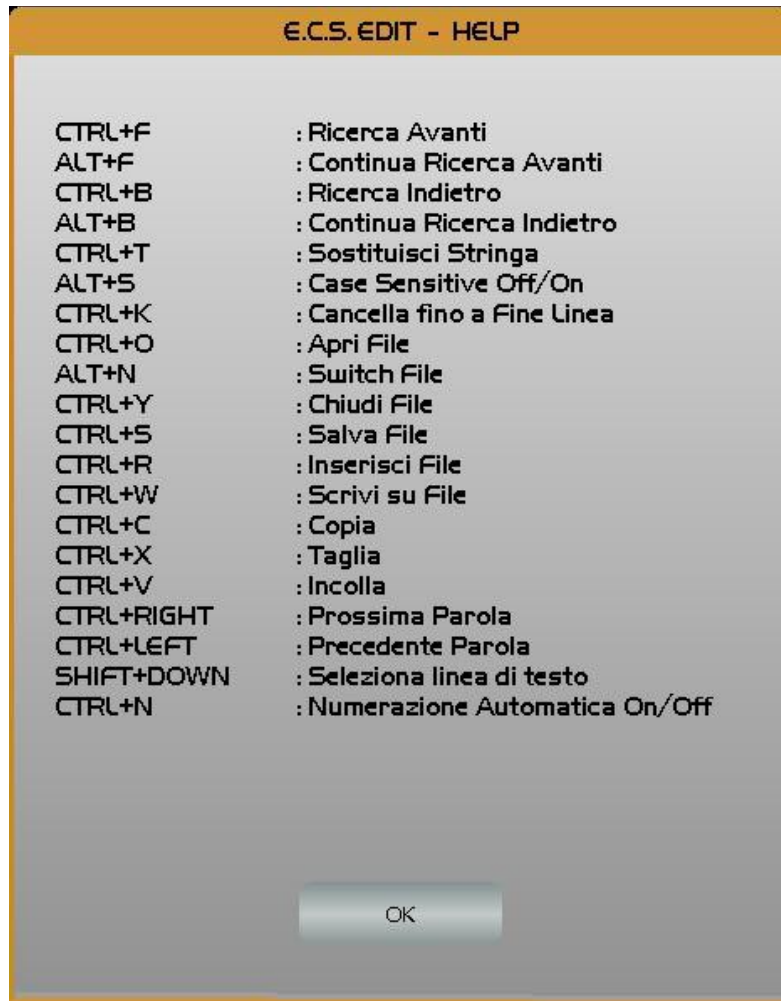 E.C.S. EDIT - HELP
CTRL+F : Ricerca Avanti
ALT+F : Continua Ricerca Avanti
CTRL+B : Ricerca Indietro
ALT+B : Continua Ricerca Indietro
CTRL+T : Sostituisci Stringa
ALT+S : Case Sensitive Off/On
CTRL+K : Cancella fino a Fine Linea
CTRL+O : Apri File
ALT+N : Switch File
CTRL+Y : Chiudi File
CTRL+S : Salva File
CTRL+R : Inserisci File
CTRL+W : Scrivi su File
CTRL+C : Copia
CTRL+X : Taglia
CTRL+V : Incolla
CTRL+RIGHT : Prossima Parola
CTRL+LEFT : Precedente Parola
SHIFT+DOWN : Seleziona linea di testo
CTRL+N : Numerazione Automatica On/Off
OK